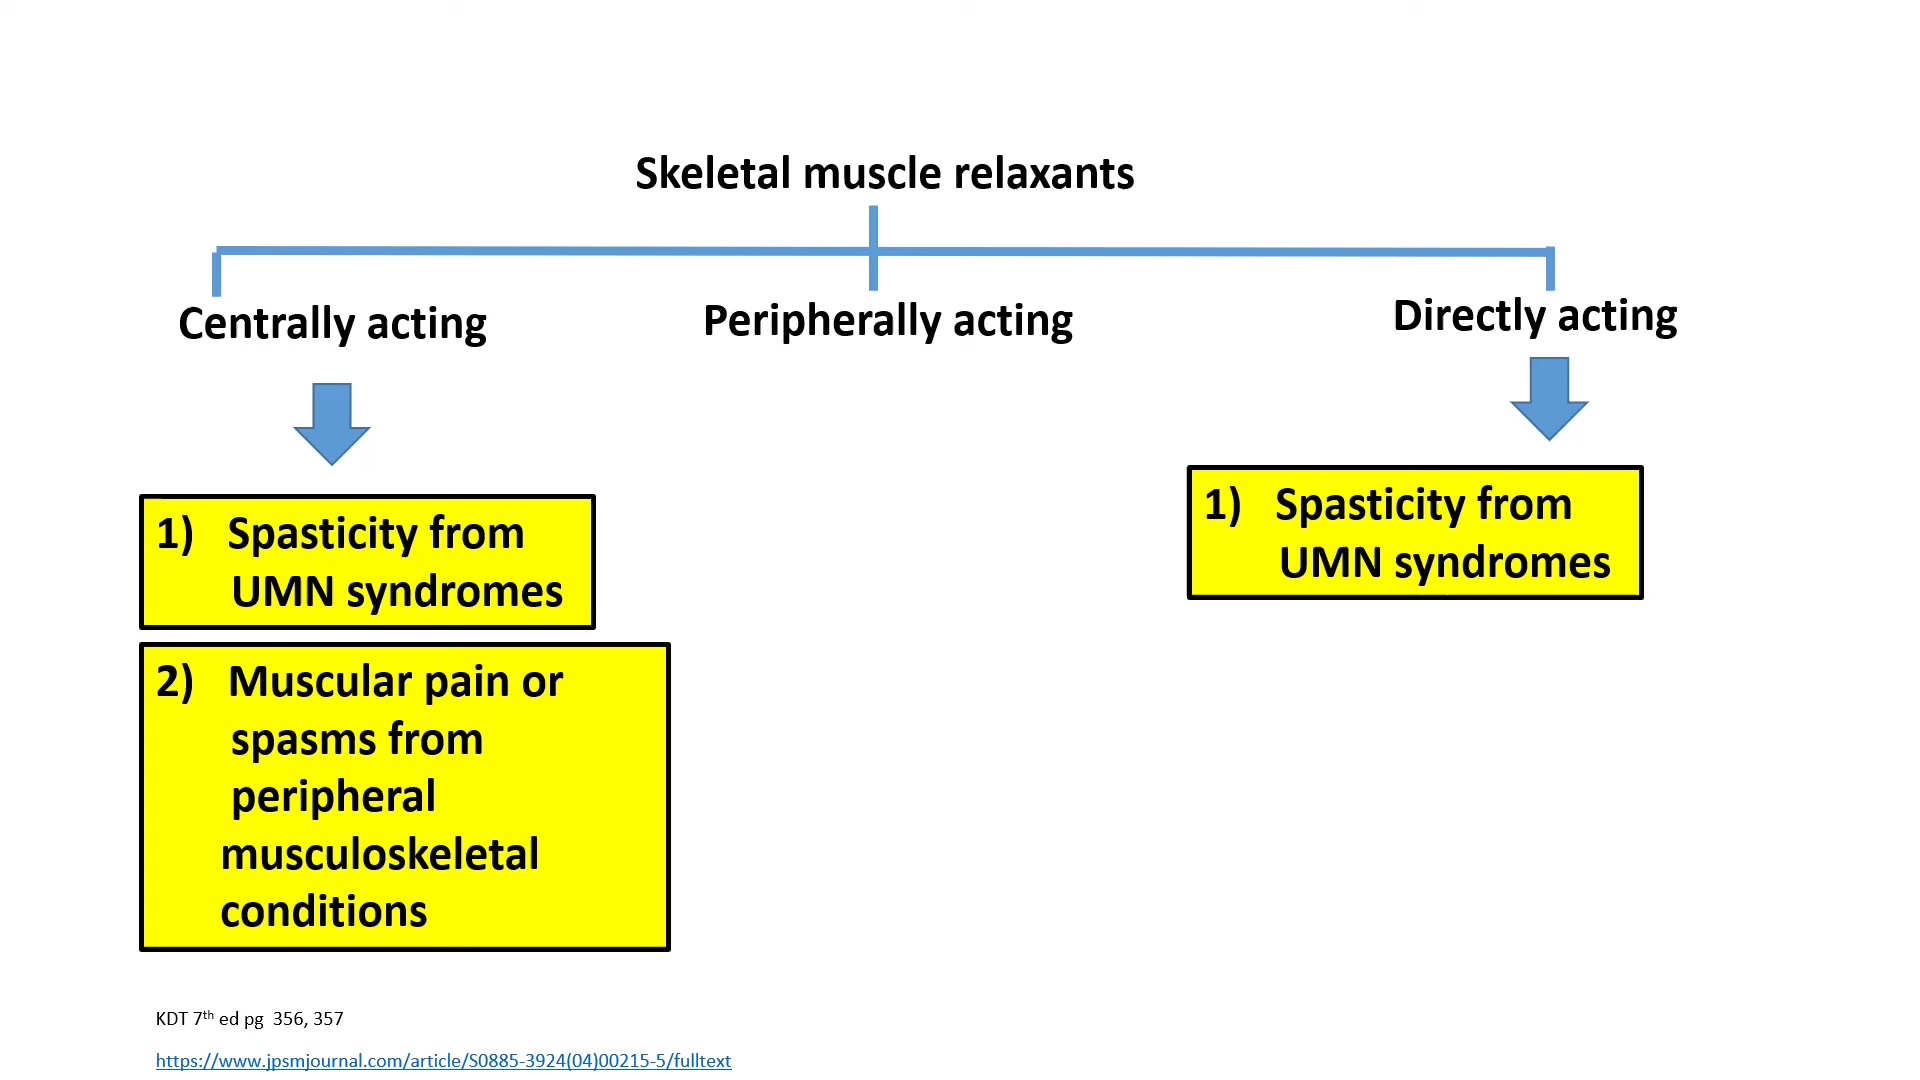 Skeletal muscle relaxants
Centrally acting
Peripherally acting
Directly acting
1) Spasticity from
UMN syndromes
2) Muscular pain or
spasms from
peripheral
musculoskeletal
conditions
1) Spasticity from
UMN syndromes
KDT 7th ed pg 356, 357
https://www.jpsmjournal.com/article/S0885-3924(04)00215-5/fulltext